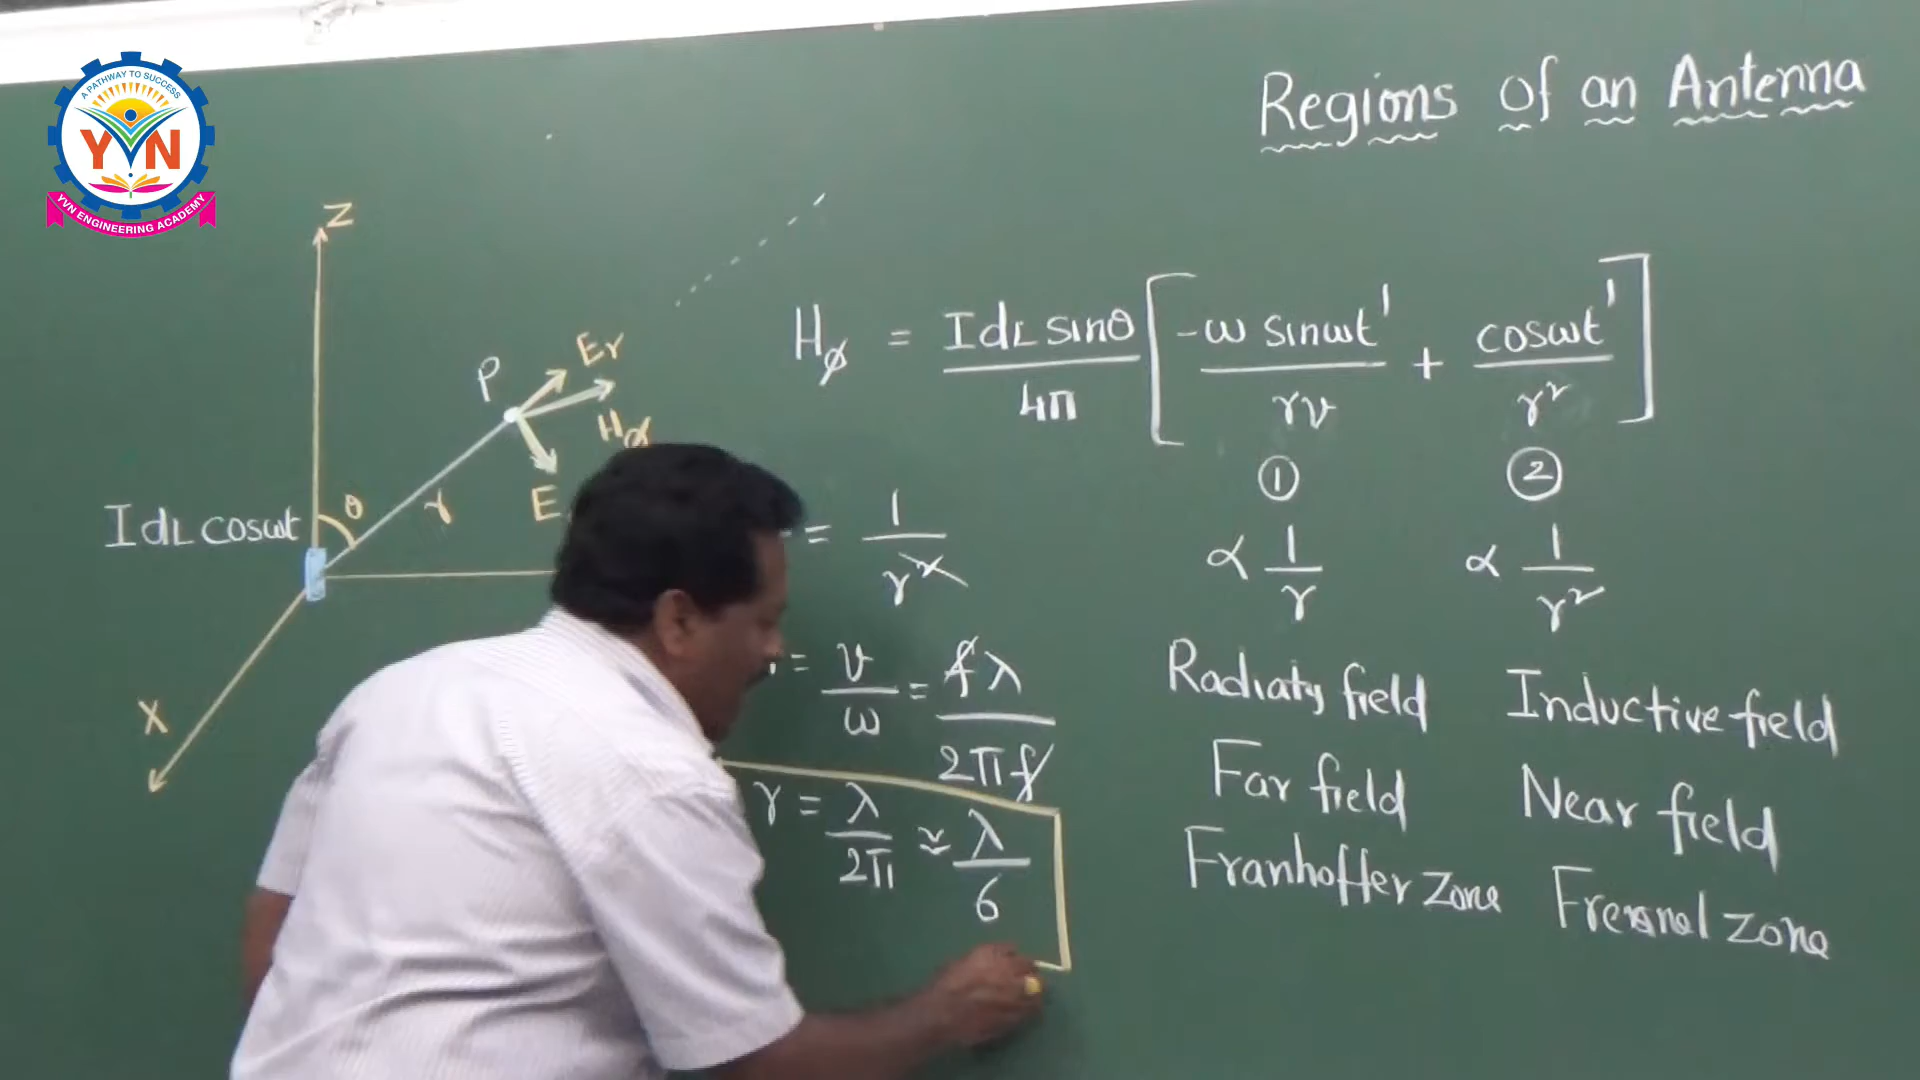 A PATHWAY TO SUCCESS
YVN
YVN ENGINEERING ACADEMY
Regions of an Antenna
Z
P
Er
Hφ
E
θ
r
IdL cosωt
X
Hφ = IdL sinθ / 4π [ -ω sinωt' / rv + cosωt' / r² ]
① ②
= 1 / r²
∝ 1/r ∝ 1/r²
= v/ω = fλ / 2πf
r = λ/2π ≈ λ/6
Radiatg field Inductive field
Far field Near field
Franhoffer Zone Fresnel zone